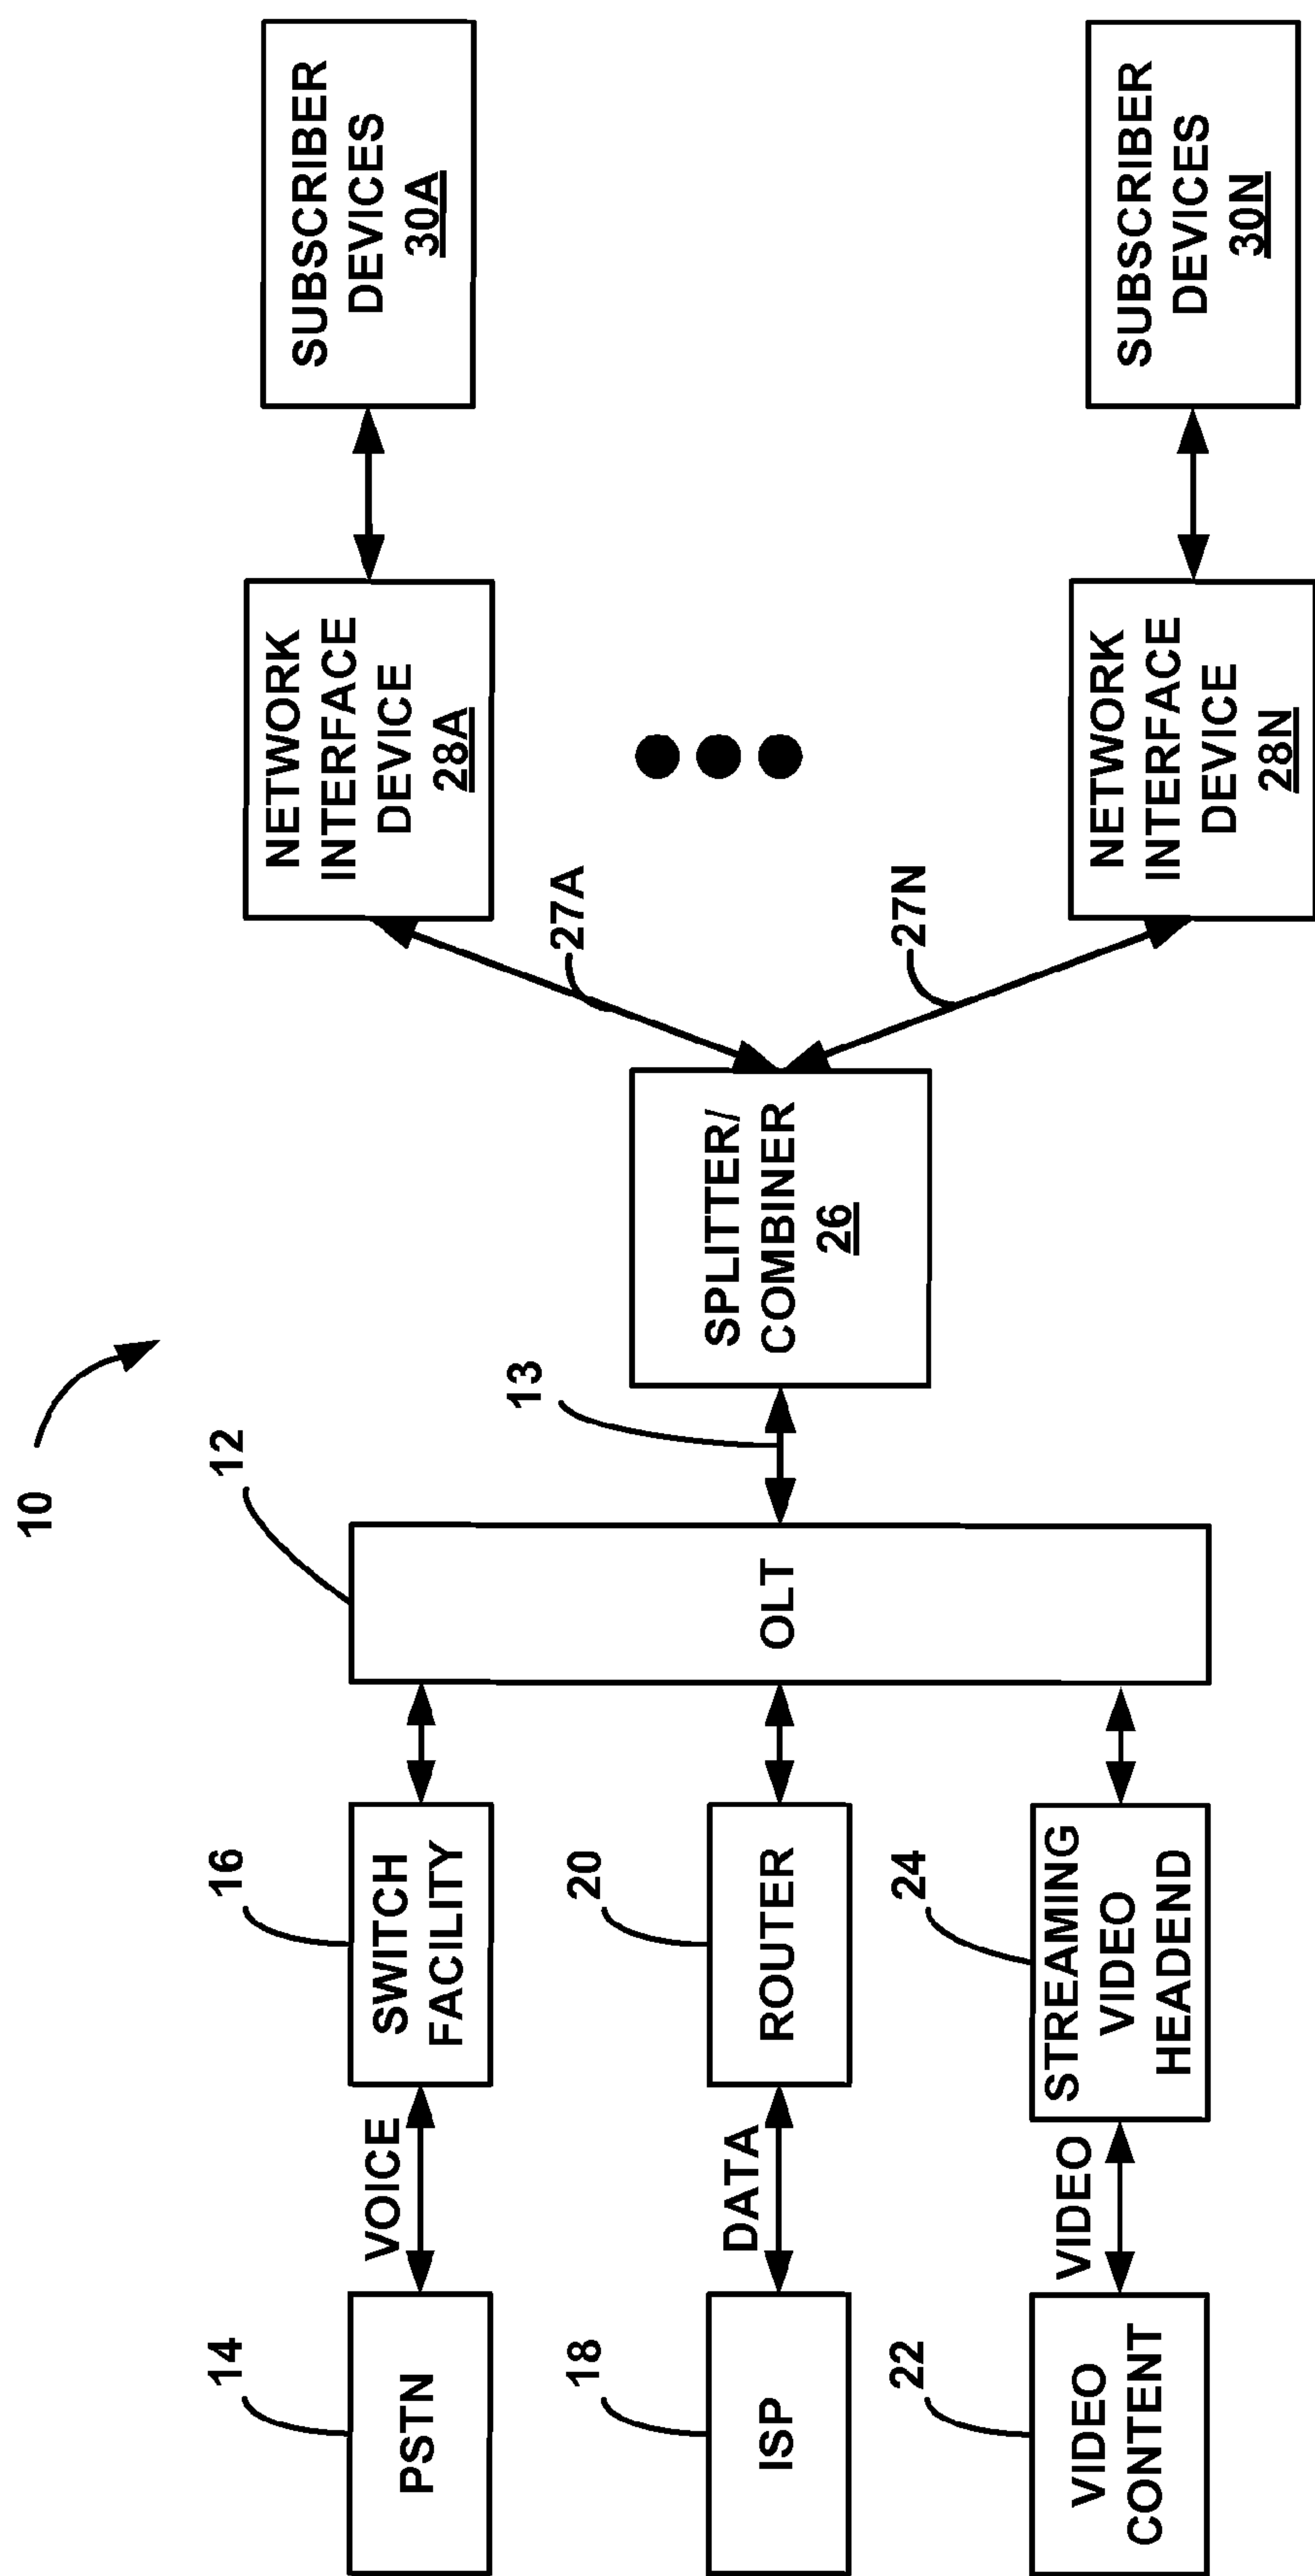 10
12
14
PSTN
VOICE
16
SWITCH
FACILITY
18
ISP
DATA
20
ROUTER
22
VIDEO
CONTENT
VIDEO
24
STREAMING
VIDEO
HEADEND
OLT
13
SPLITTER/
COMBINER
26
27A
27N
NETWORK
INTERFACE
DEVICE
28A
SUBSCRIBER
DEVICES
30A
NETWORK
INTERFACE
DEVICE
28N
SUBSCRIBER
DEVICES
30N